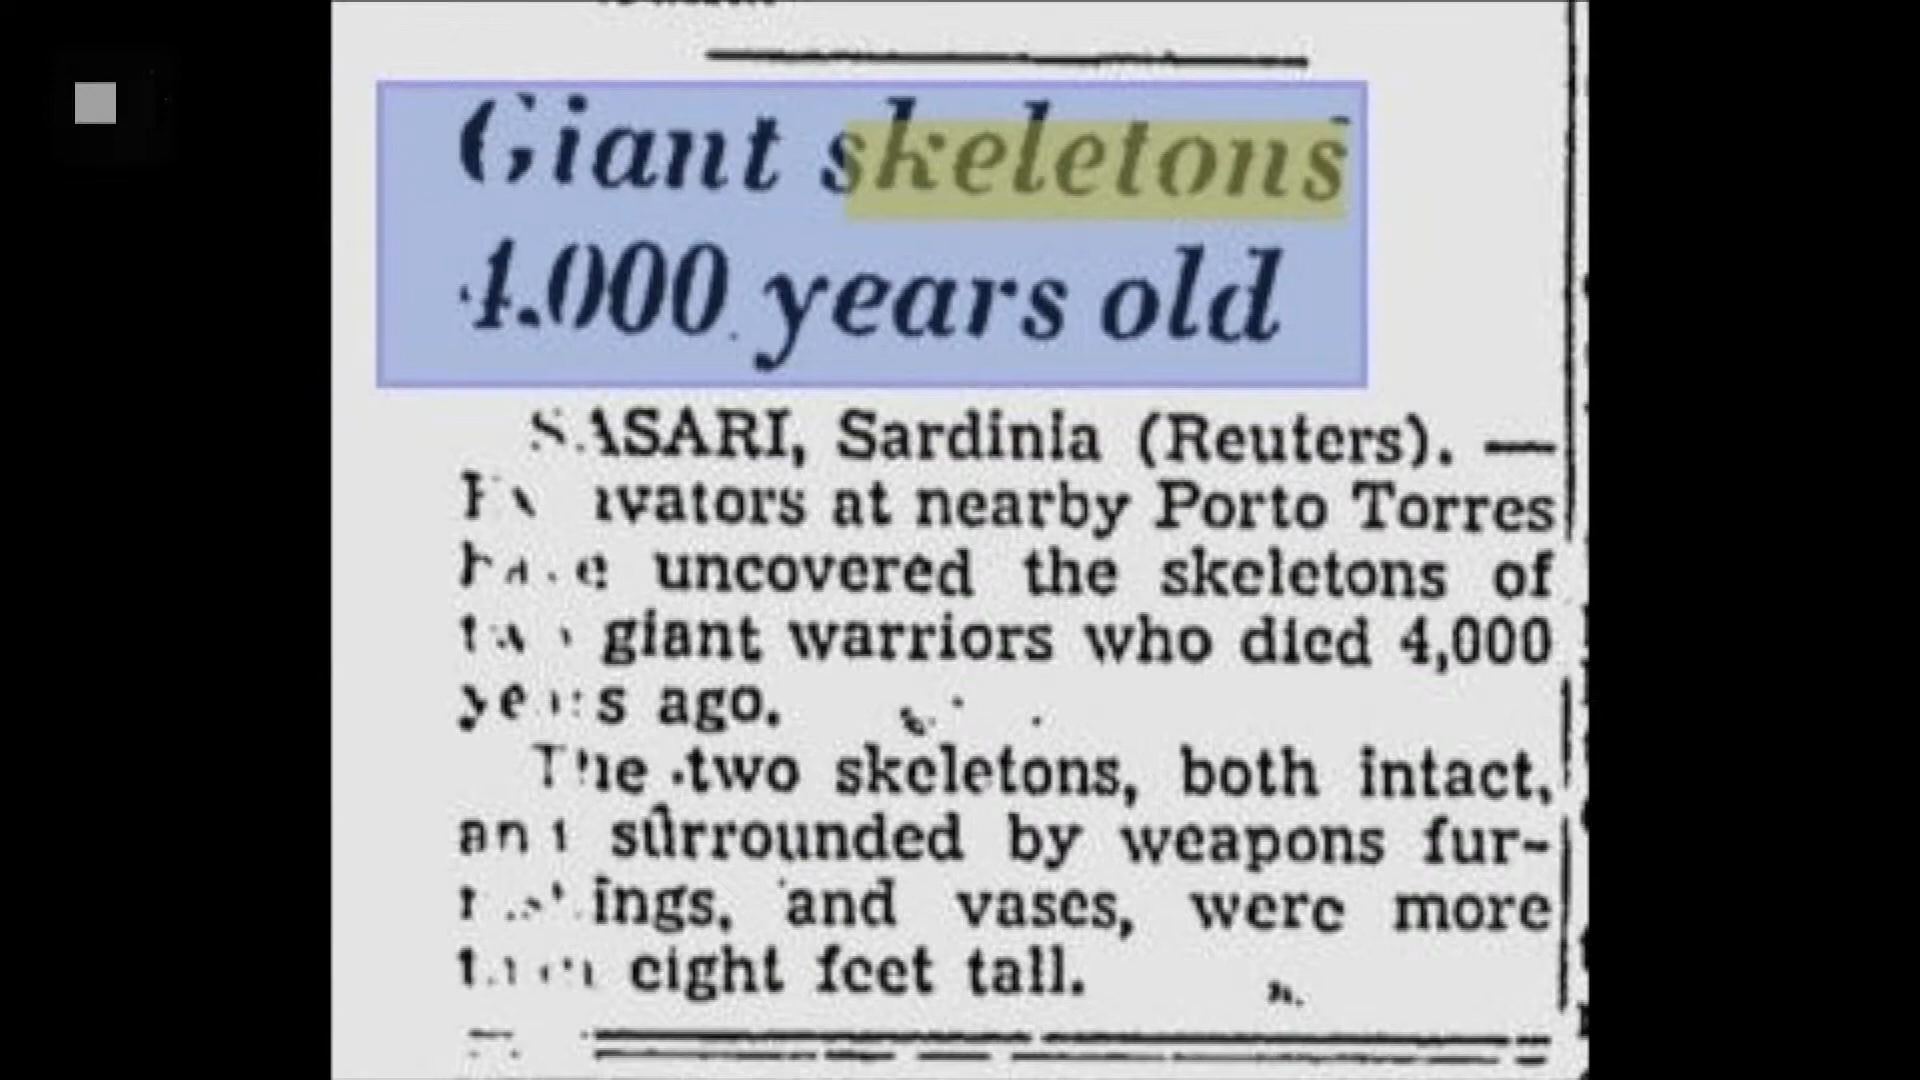 Giant skeletons
4,000 years old
SASARI, Sardinia (Reuters). —
at nearby Porto Torres
have uncovered the skeletons of
two giant warriors who died 4,000
years ago.
The two skeletons, both intact,
and surrounded by weapons fur-
ings, and vases, were more
than eight feet tall.